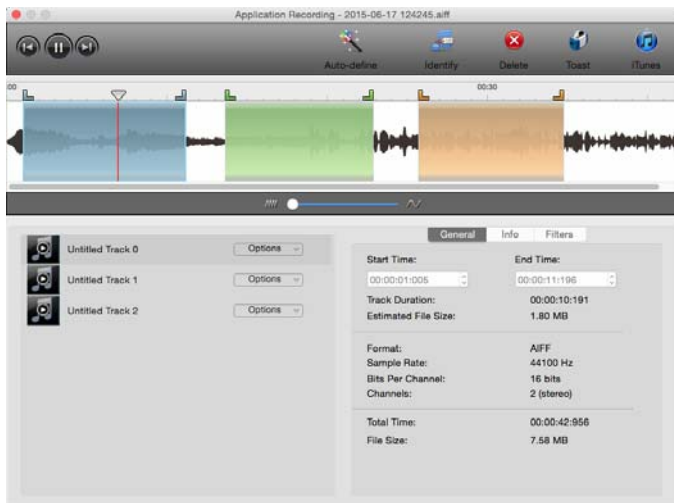 Application Recording - 2015-06-17 124245.aiff
Auto-define Identify Delete Toast iTunes
00 00:30
Untitled Track 0 Options
Untitled Track 1 Options
Untitled Track 2 Options
General Info Filters
Start Time: End Time:
00:00:01:005 00:00:11:196
Track Duration: 00:00:10:191
Estimated File Size: 1.80 MB
Format: AIFF
Sample Rate: 44100 Hz
Bits Per Channel: 16 bits
Channels: 2 (stereo)
Total Time: 00:00:42:956
File Size: 7.58 MB